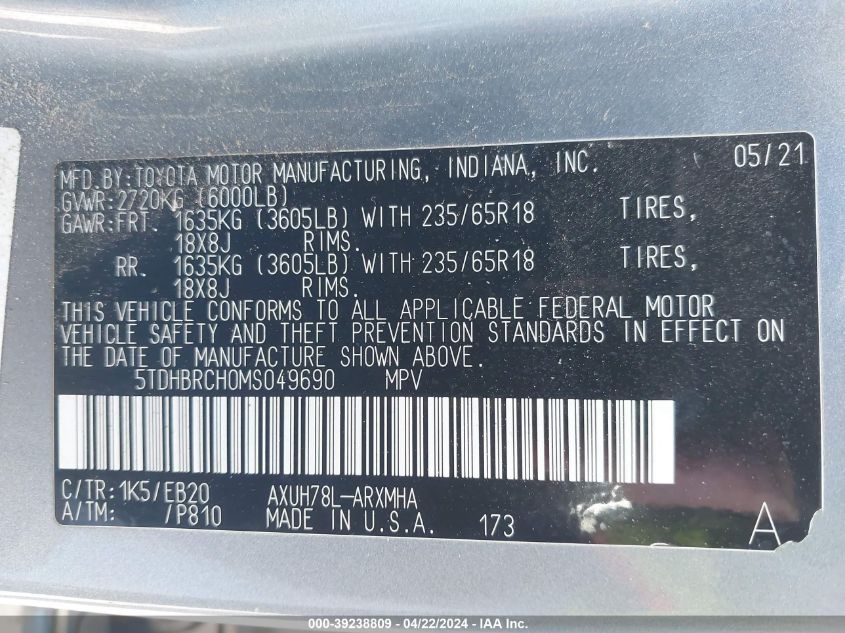 MFD.BY:TOYOTA MOTOR MANUFACTURING, INDIANA, INC. 05/21
GVWR:2720KG (6000LB)
GAWR:FRT. 1635KG (3605LB) WITH 235/65R18 TIRES,
18X8J RIMS.
RR. 1635KG (3605LB) WITH 235/65R18 TIRES,
18X8J RIMS.
THIS VEHICLE CONFORMS TO ALL APPLICABLE FEDERAL MOTOR
VEHICLE SAFETY AND THEFT PREVENTION STANDARDS IN EFFECT ON
THE DATE OF MANUFACTURE SHOWN ABOVE.
5TDHBRCH0MS049690 MPV
C/TR:1K5/EB20 AXUH78L-ARXMHA
A/TM: /P810 MADE IN U.S.A. 173 A
000-39238809 - 04/22/2024 - IAA Inc.